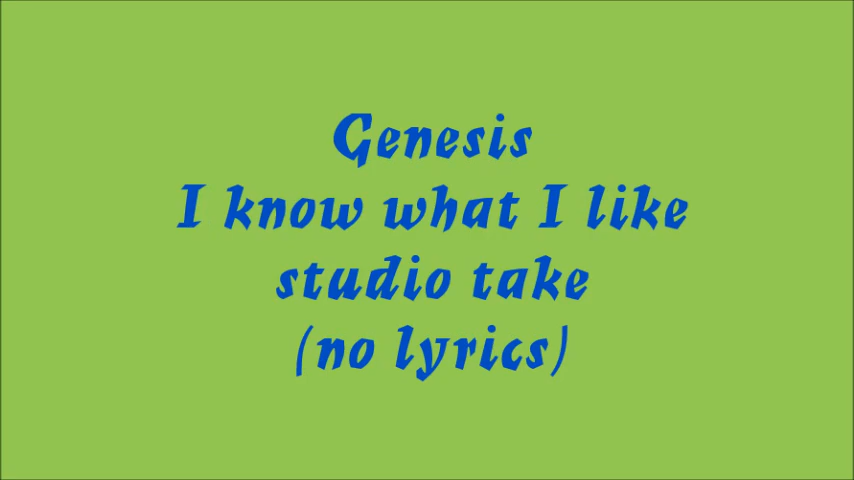 Genesis
I know what I like
studio take
(no lyrics)